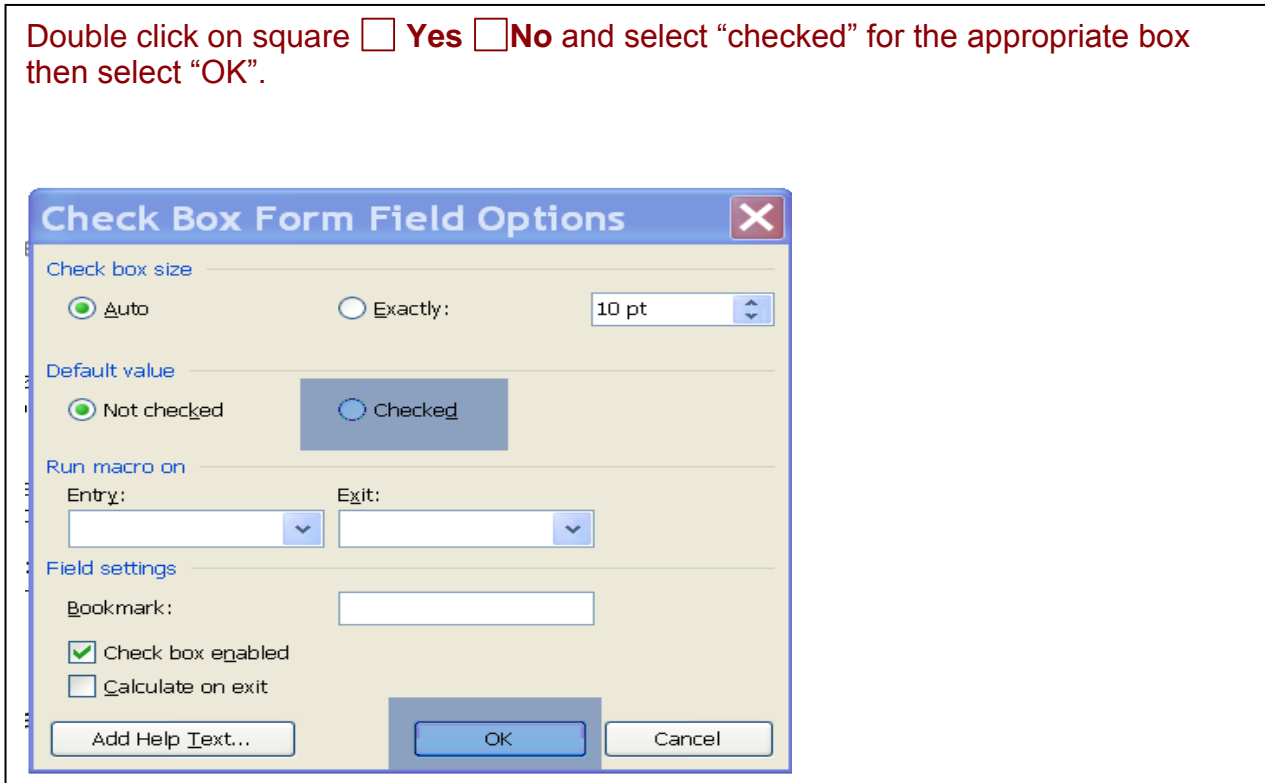 Double click on square ☐ Yes ☐No and select “checked” for the appropriate box
then select “OK”.
Check Box Form Field Options
Check box size
Auto Exactly: 10 pt
Default value
Not checked Checked
Run macro on
Entry: Exit:
Field settings
Bookmark:
Check box enabled
Calculate on exit
Add Help Text... OK Cancel